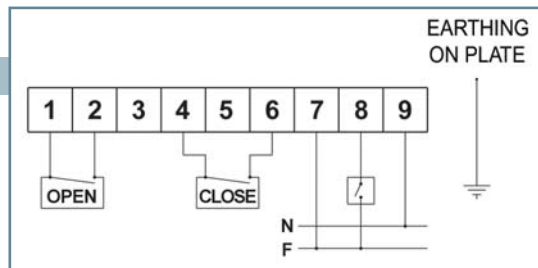 EARTHING
ON PLATE
1 2 3 4 5 6 7 8 9
OPEN CLOSE
N
F